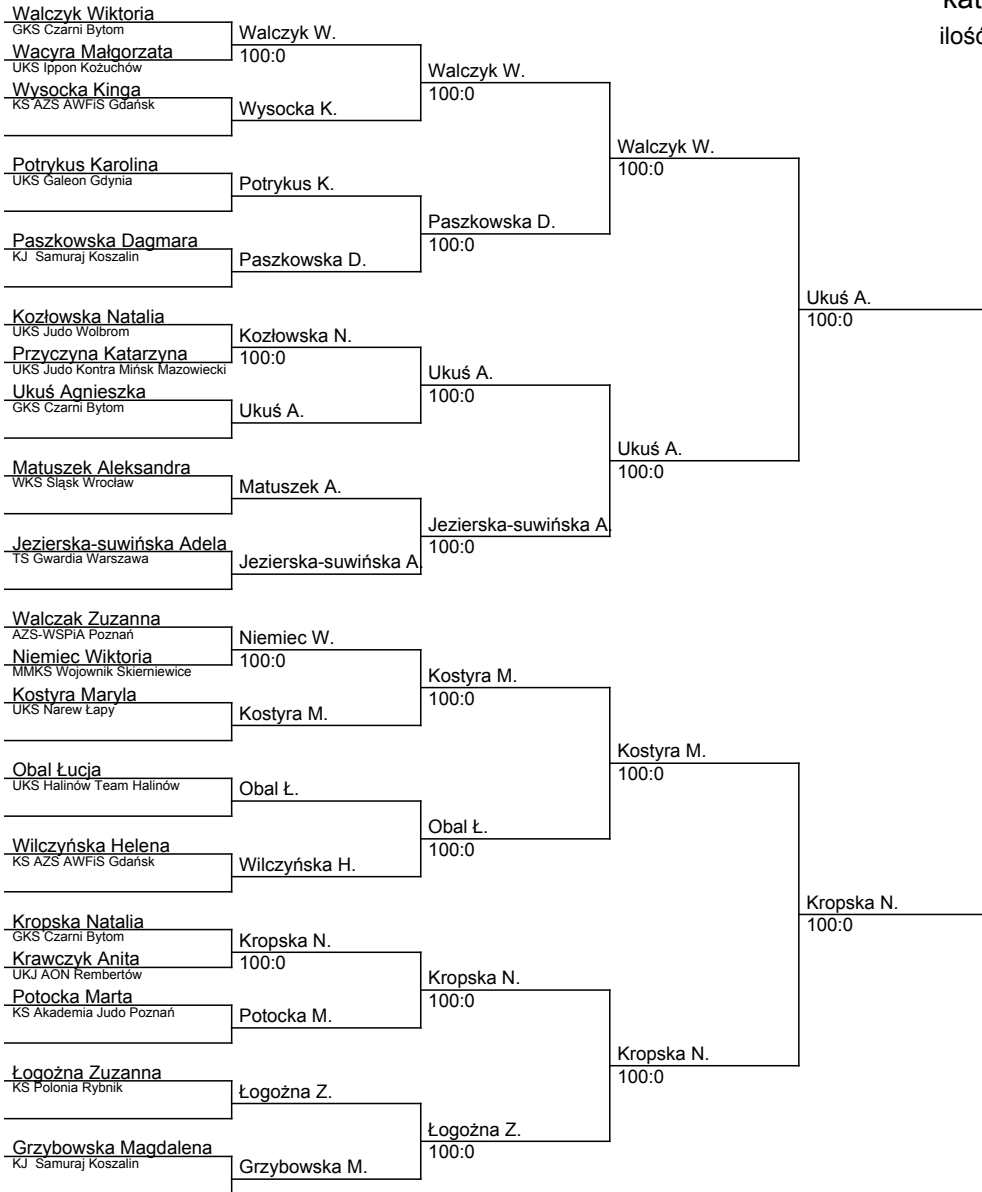 Walczyk Wiktoria
GKS Czarni Bytom
Wacyra Małgorzata
UKS Ippon Kożuchów
Wysocka Kinga
KS AZS AWFiS Gdańsk
Potrykus Karolina
UKS Galeon Gdynia
Paszkowska Dagmara
KJ Samuraj Koszalin
Kozłowska Natalia
UKS Judo Wolbrom
Przyczyna Katarzyna
UKS Judo Kontra Mińsk Mazowiecki
Ukuś Agnieszka
GKS Czarni Bytom
Matuszek Aleksandra
WKS Śląsk Wrocław
Jezierska-suwińska Adela
TS Gwardia Warszawa
Walczak Zuzanna
AZS-WSPiA Poznań
Niemiec Wiktoria
MMKS Wojownik Skierniewice
Kostyra Maryla
UKS Narew Łapy
Obal Łucja
UKS Halinów Team Halinów
Wilczyńska Helena
KS AZS AWFiS Gdańsk
Kropska Natalia
GKS Czarni Bytom
Krawczyk Anita
UKJ AON Rembertów
Potocka Marta
KS Akademia Judo Poznań
Łogożna Zuzanna
KS Polonia Rybnik
Grzybowska Magdalena
KJ Samuraj Koszalin
Walczyk W.
100:0
Wysocka K.
Potrykus K.
Paszkowska D.
Kozłowska N.
100:0
Ukuś A.
Matuszek A.
Jezierska-suwińska A.
Niemiec W.
100:0
Kostyra M.
Obal Ł.
Wilczyńska H.
Kropska N.
100:0
Potocka M.
Łogożna Z.
Grzybowska M.
Walczyk W.
100:0
Paszkowska D.
100:0
Ukuś A.
100:0
Jezierska-suwińska A.
100:0
Kostyra M.
100:0
Obal Ł.
100:0
Kropska N.
100:0
Łogożna Z.
100:0
Walczyk W.
100:0
Ukuś A.
100:0
Kostyra M.
100:0
Kropska N.
100:0
Ukuś A.
100:0
Kropska N.
100:0